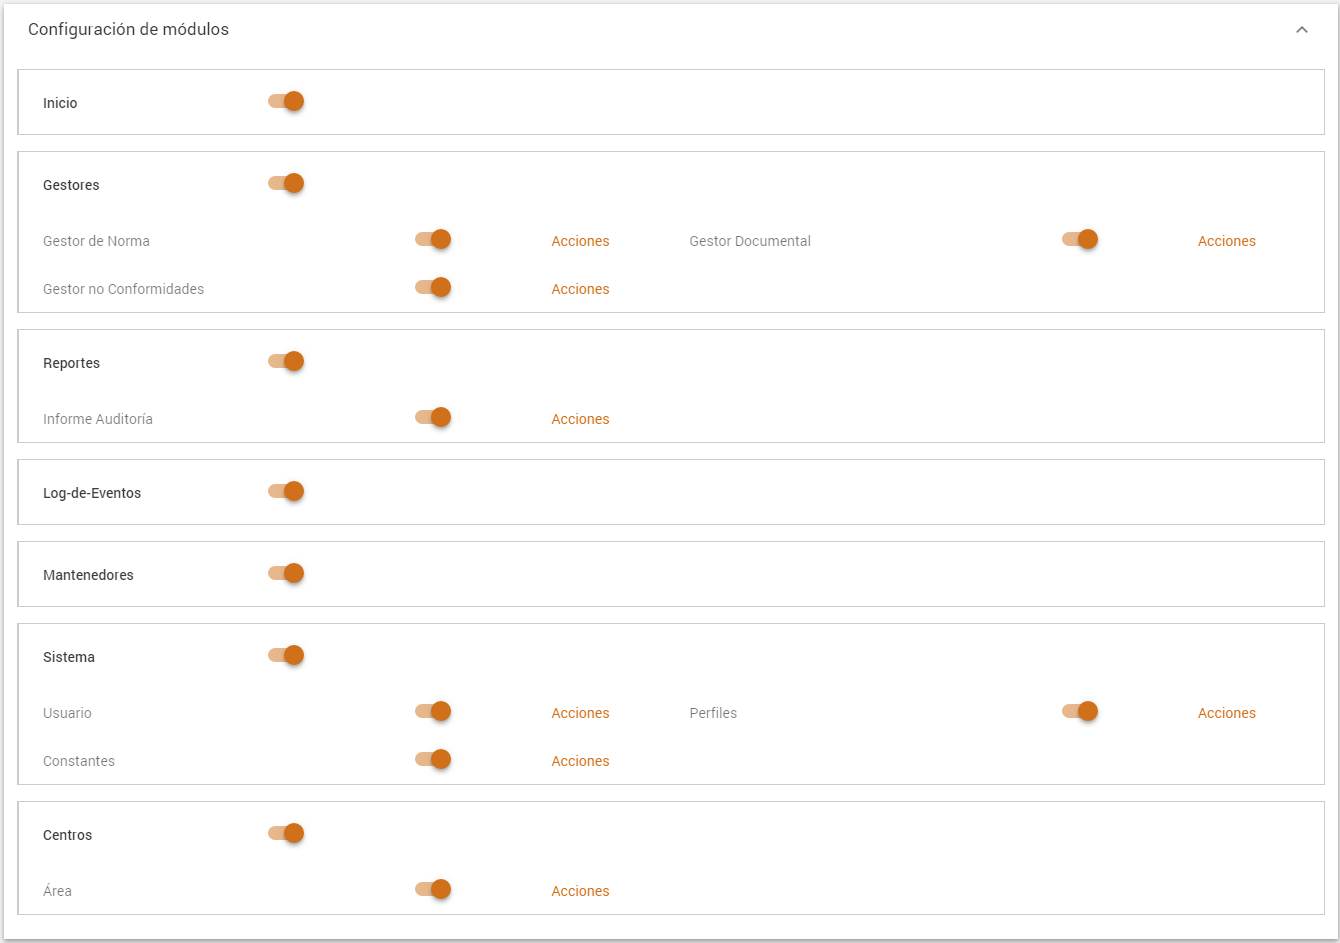 Configuración de módulos
Inicio
Gestores
Gestor de Norma Acciones Gestor Documental Acciones
Gestor no Conformidades Acciones
Reportes
Informe Auditoría Acciones
Log-de-Eventos
Mantenedores
Sistema
Usuario Acciones Perfiles Acciones
Constantes Acciones
Centros
Área Acciones